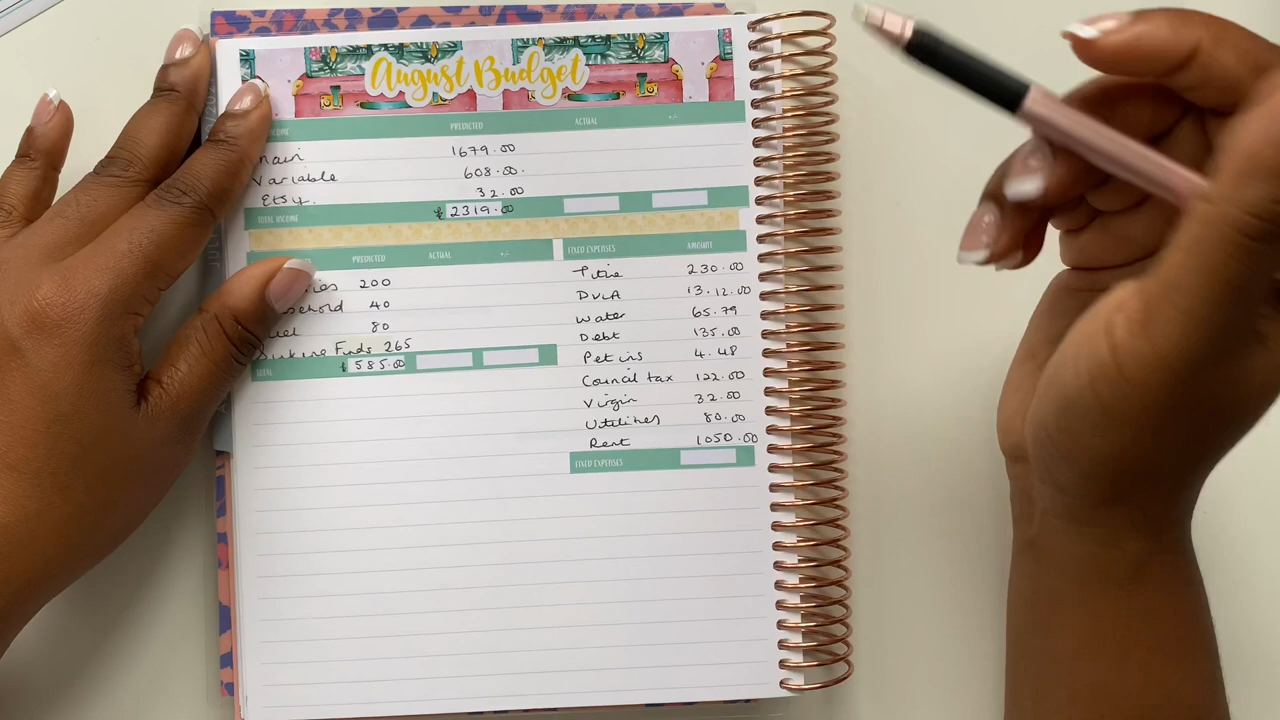 August Budget
PREDICTED ACTUAL +/-
main 1679.00
Variable 608.00.
Etsy. 32.00
TOTAL INCOME £ 2319.00
PREDICTED ACTUAL +/-
200
40
80
Sinking Funds 265
TOTAL £ 585.00
FIXED EXPENSES AMOUNT
Tithe 230.00
DVLA 13.12.00
Water 65.79
Debt 135.00
Pet ins 4.48
Council tax 122.00
Virgin 32.00
Utilities 80.00
Rent 1050.00
FIXED EXPENSES